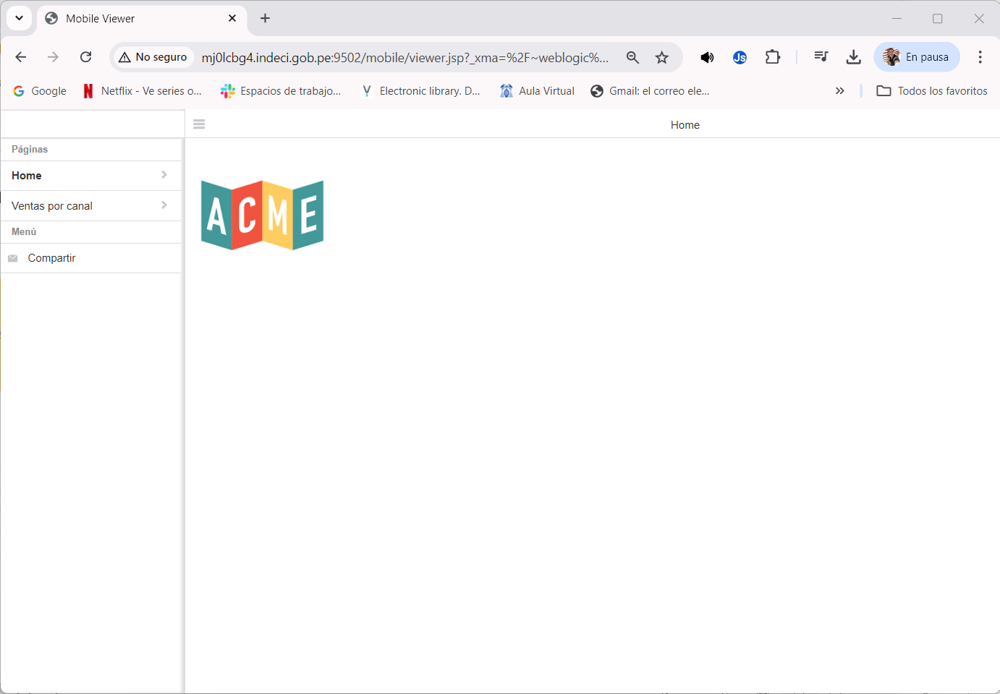 Mobile Viewer
No seguro
mj0lcbg4.indeci.gob.pe:9502/mobile/viewer.jsp?_xma=%2F~weblogic%...
En pausa
Google
Netflix - Ve series o...
Espacios de trabajo...
Electronic library. D...
Aula Virtual
Gmail: el correo ele...
Todos los favoritos
Home
Páginas
Home
Ventas por canal
Menú
Compartir
ACME